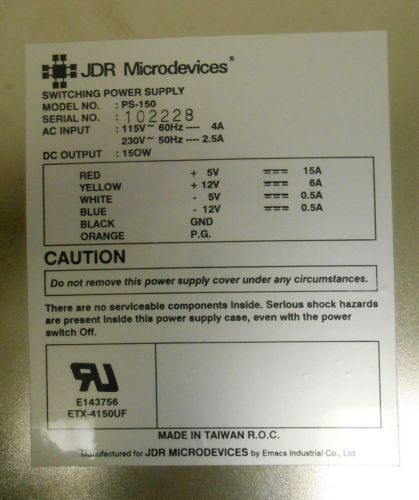 JDR Microdevices
SWITCHING POWER SUPPLY
MODEL NO. : PS-150
SERIAL NO. : 102228
AC INPUT : 115V~ 60Hz ---- 4A
230V~ 50Hz ---- 2.5A
DC OUTPUT : 150W
RED + 5V === 15A
YELLOW + 12V === 6A
WHITE - 5V === 0.5A
BLUE - 12V === 0.5A
BLACK GND
ORANGE P.G.
CAUTION
Do not remove this power supply cover under any circumstances.
There are no serviceable components inside. Serious shock hazards
are present inside this power supply case, even with the power
switch Off.
RU
E143756
ETX-4150UF
MADE IN TAIWAN R.O.C.
Manufactured for JDR MICRODEVICES by Emacs Industrial Co., Ltd.